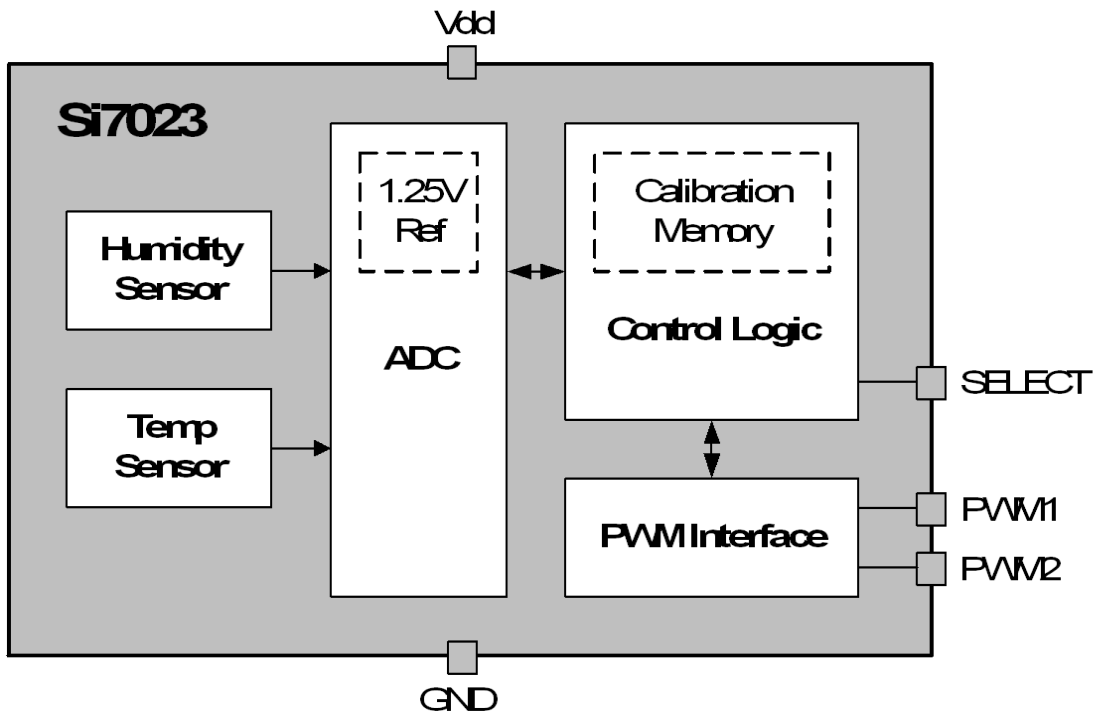 Vdd
Si7023
1.25V
Ref
Calibration
Memory
Humidity
Sensor
Control Logic
ADC
SELECT
Temp
Sensor
PWM1
PWM Interface
PWM2
GND